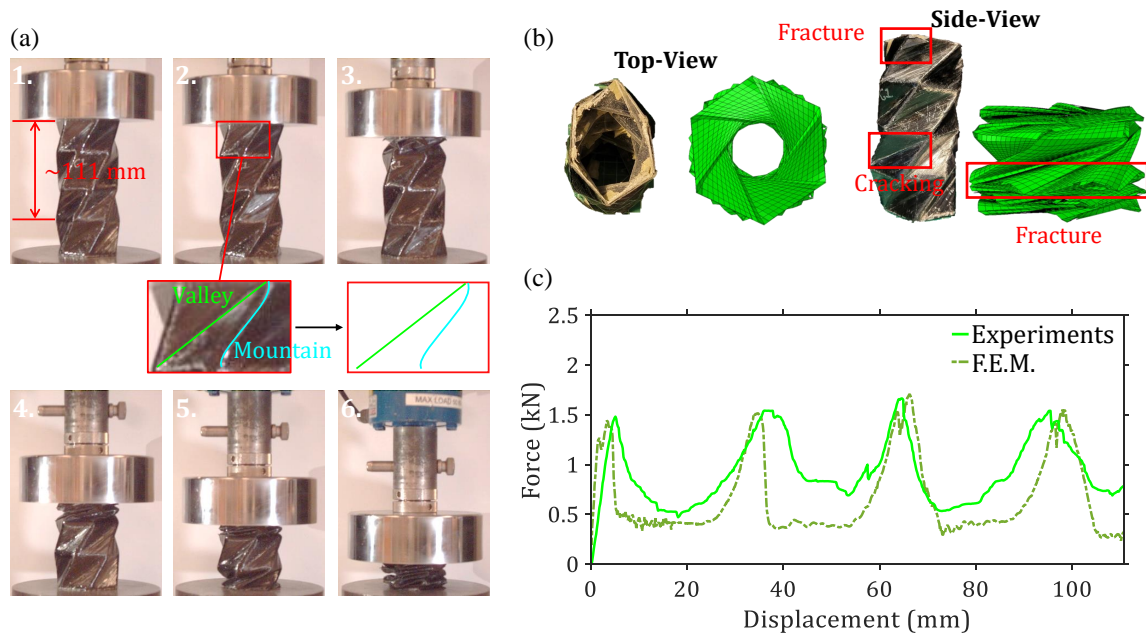 (a)
1.
2.
3.
~111 mm
Valley
Mountain
4.
5.
6.
MAX LOAD
(b)
Top-View
Side-View
Fracture
Cracking
Fracture
(c)
2.5
2
1.5
1
0.5
0
Force (kN)
Experiments
F.E.M.
0
20
40
60
80
100
Displacement (mm)